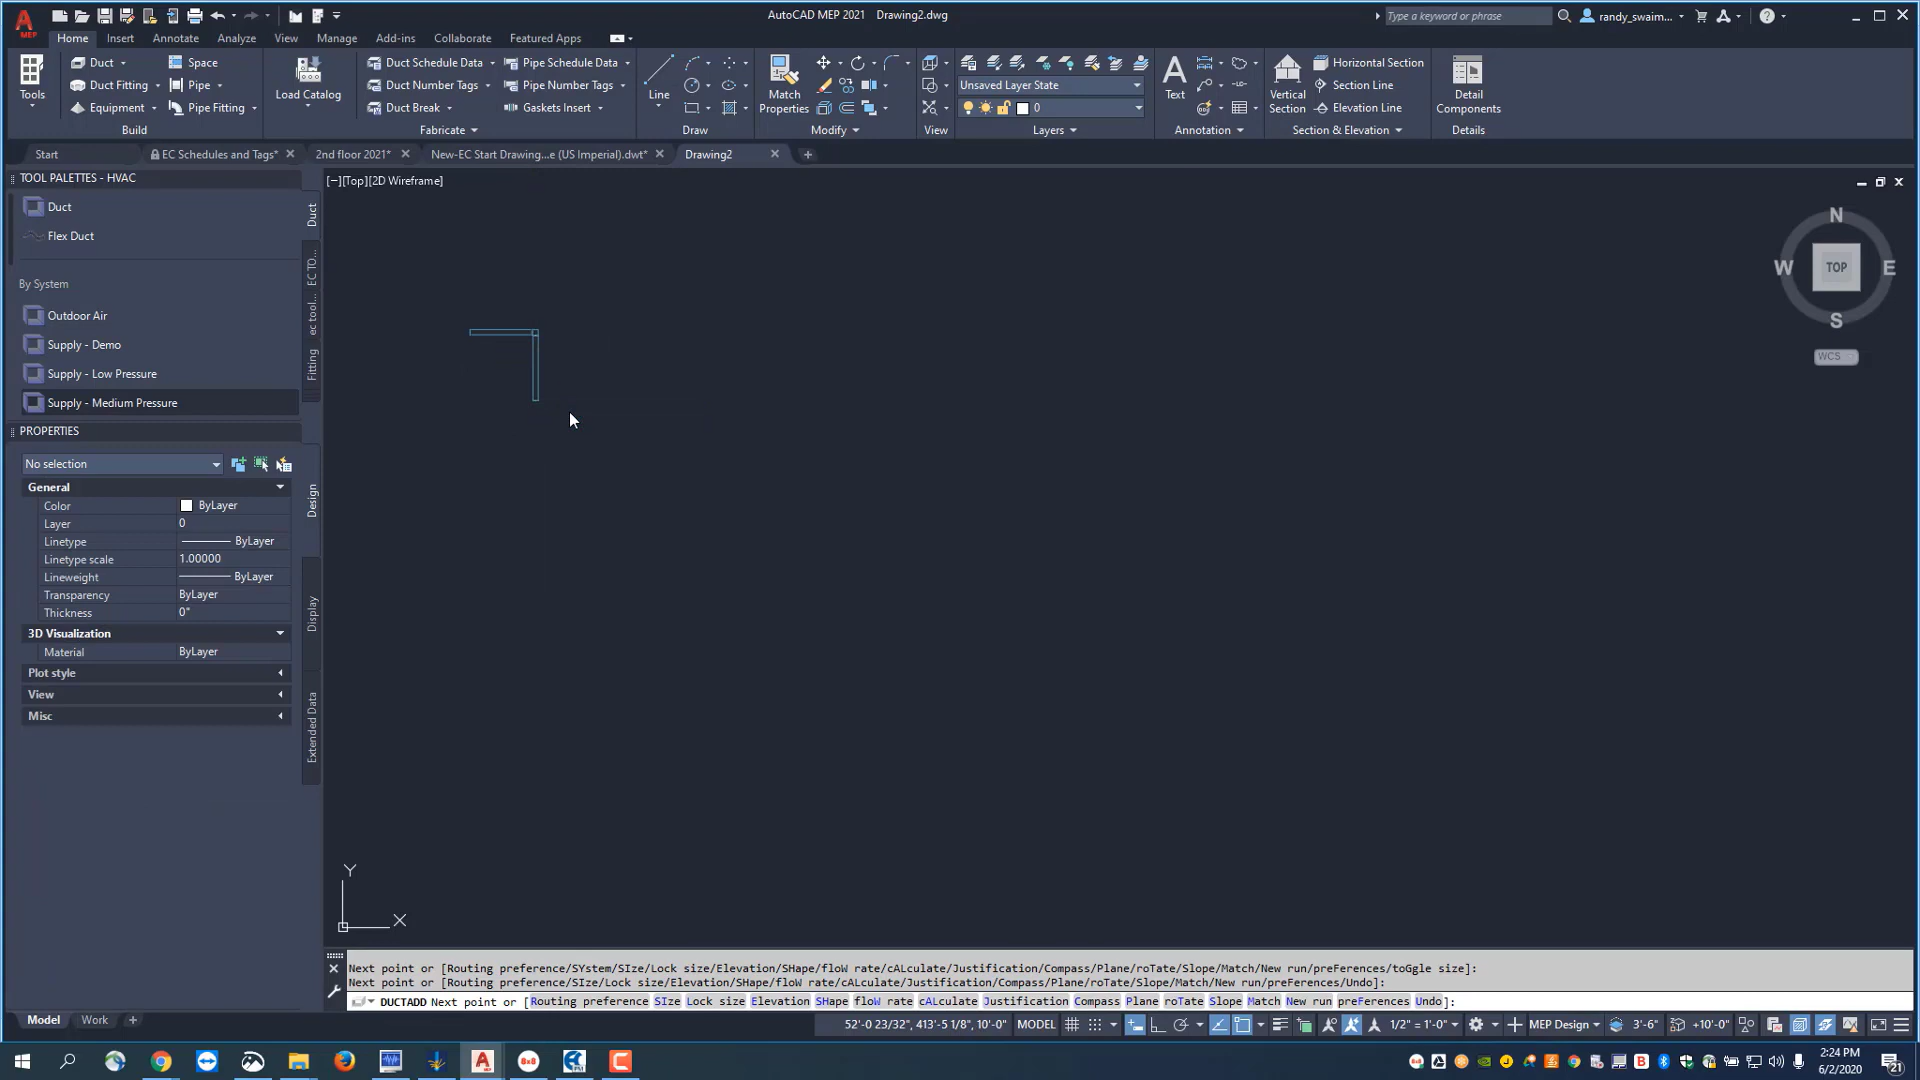 AutoCAD MEP 2021 Drawing2.dwg
Type a keyword or phrase
randy_swaim...
MEP
Home Insert Annotate Analyze View Manage Add-ins Collaborate Featured Apps
Tools
Duct
Duct Fitting
Equipment
Space
Pipe
Pipe Fitting
Build
Load Catalog
Duct Schedule Data
Duct Number Tags
Duct Break
Pipe Schedule Data
Pipe Number Tags
Gaskets Insert
Fabricate
Line
Draw
Match
Properties
Modify
View
Unsaved Layer State
0
Layers
Text
Annotation
Vertical
Section
Horizontal Section
Section Line
Elevation Line
Section & Elevation
Detail
Components
Details
Start
EC Schedules and Tags*
2nd floor 2021*
New-EC Start Drawing...e (US Imperial).dwt*
Drawing2
TOOL PALETTES - HVAC
Duct
Flex Duct
By System
Outdoor Air
Supply - Demo
Supply - Low Pressure
Supply - Medium Pressure
Duct
EC TO...
ec tool...
Fitting
PROPERTIES
No selection
General
Color ByLayer
Layer 0
Linetype ByLayer
Linetype scale 1.00000
Lineweight ByLayer
Transparency ByLayer
Thickness 0"
3D Visualization
Material ByLayer
Plot style
View
Misc
Design
Display
Extended Data
[−][Top][2D Wireframe]
N
W TOP E
S
WCS
Y
X
Next point or [Routing preference/SYstem/SIze/Lock size/Elevation/SHape/floW rate/cALculate/Justification/Compass/Plane/roTate/Slope/Match/New run/preFerences/toGgle size]:
Next point or [Routing preference/SIze/Lock size/Elevation/SHape/floW rate/cALculate/Justification/Compass/Plane/roTate/Slope/Match/New run/preFerences/Undo]:
DUCTADD Next point or [Routing preference SIze Lock size Elevation SHape floW rate cALculate Justification Compass Plane roTate Slope Match New run preFerences Undo]:
Model Work
52'-0 23/32", 413'-5 1/8", 10'-0" MODEL
1/2" = 1'-0"
MEP Design
3'-6"
+10'-0"
8x8
8x8
2:24 PM
6/2/2020
21